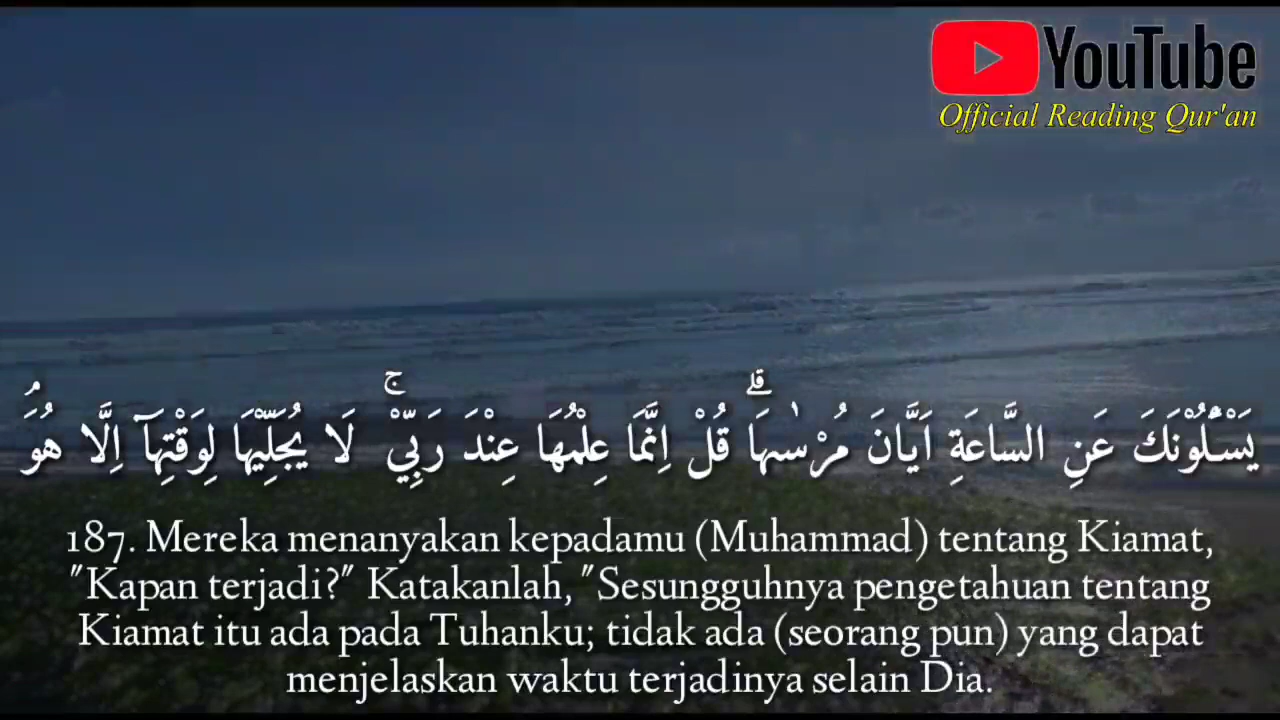 YouTube
Official Reading Qur'an
يَسْـَٔلُوْنَكَ عَنِ السَّاعَةِ اَيَّانَ مُرْسٰىهَاۗ قُلْ اِنَّمَا عِلْمُهَا عِنْدَ رَبِّيْۚ لَا يُجَلِّيْهَا لِوَقْتِهَآ اِلَّا هُوَۘ
187. Mereka menanyakan kepadamu (Muhammad) tentang Kiamat,
"Kapan terjadi?" Katakanlah, "Sesungguhnya pengetahuan tentang
Kiamat itu ada pada Tuhanku; tidak ada (seorang pun) yang dapat
menjelaskan waktu terjadinya selain Dia.